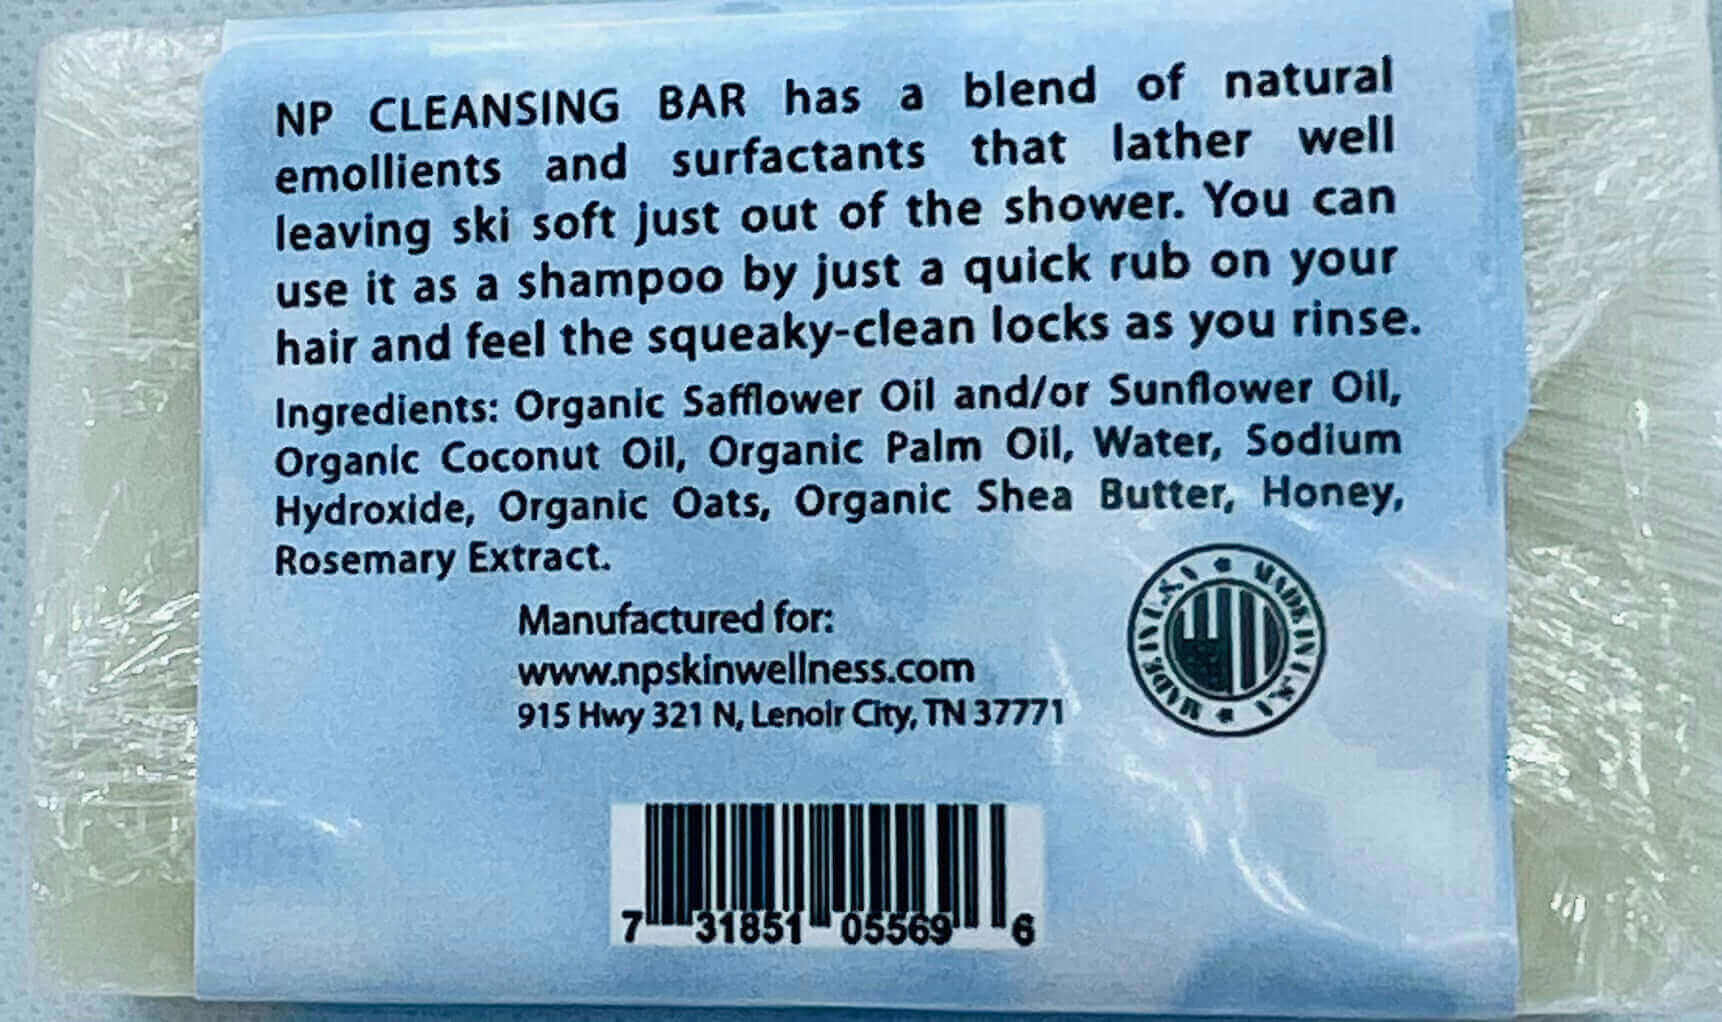 NP CLEANSING BAR has a blend of natural
emollients and surfactants that lather well
leaving ski soft just out of the shower. You can
use it as a shampoo by just a quick rub on your
hair and feel the squeaky-clean locks as you rinse.
Ingredients: Organic Safflower Oil and/or Sunflower Oil,
Organic Coconut Oil, Organic Palm Oil, Water, Sodium
Hydroxide, Organic Oats, Organic Shea Butter, Honey,
Rosemary Extract.
Manufactured for:
www.npskinwellness.com
915 Hwy 321 N, Lenoir City, TN 37771
MADE IN U.S.A
MADE IN U.S.A
7 31851 05569 6